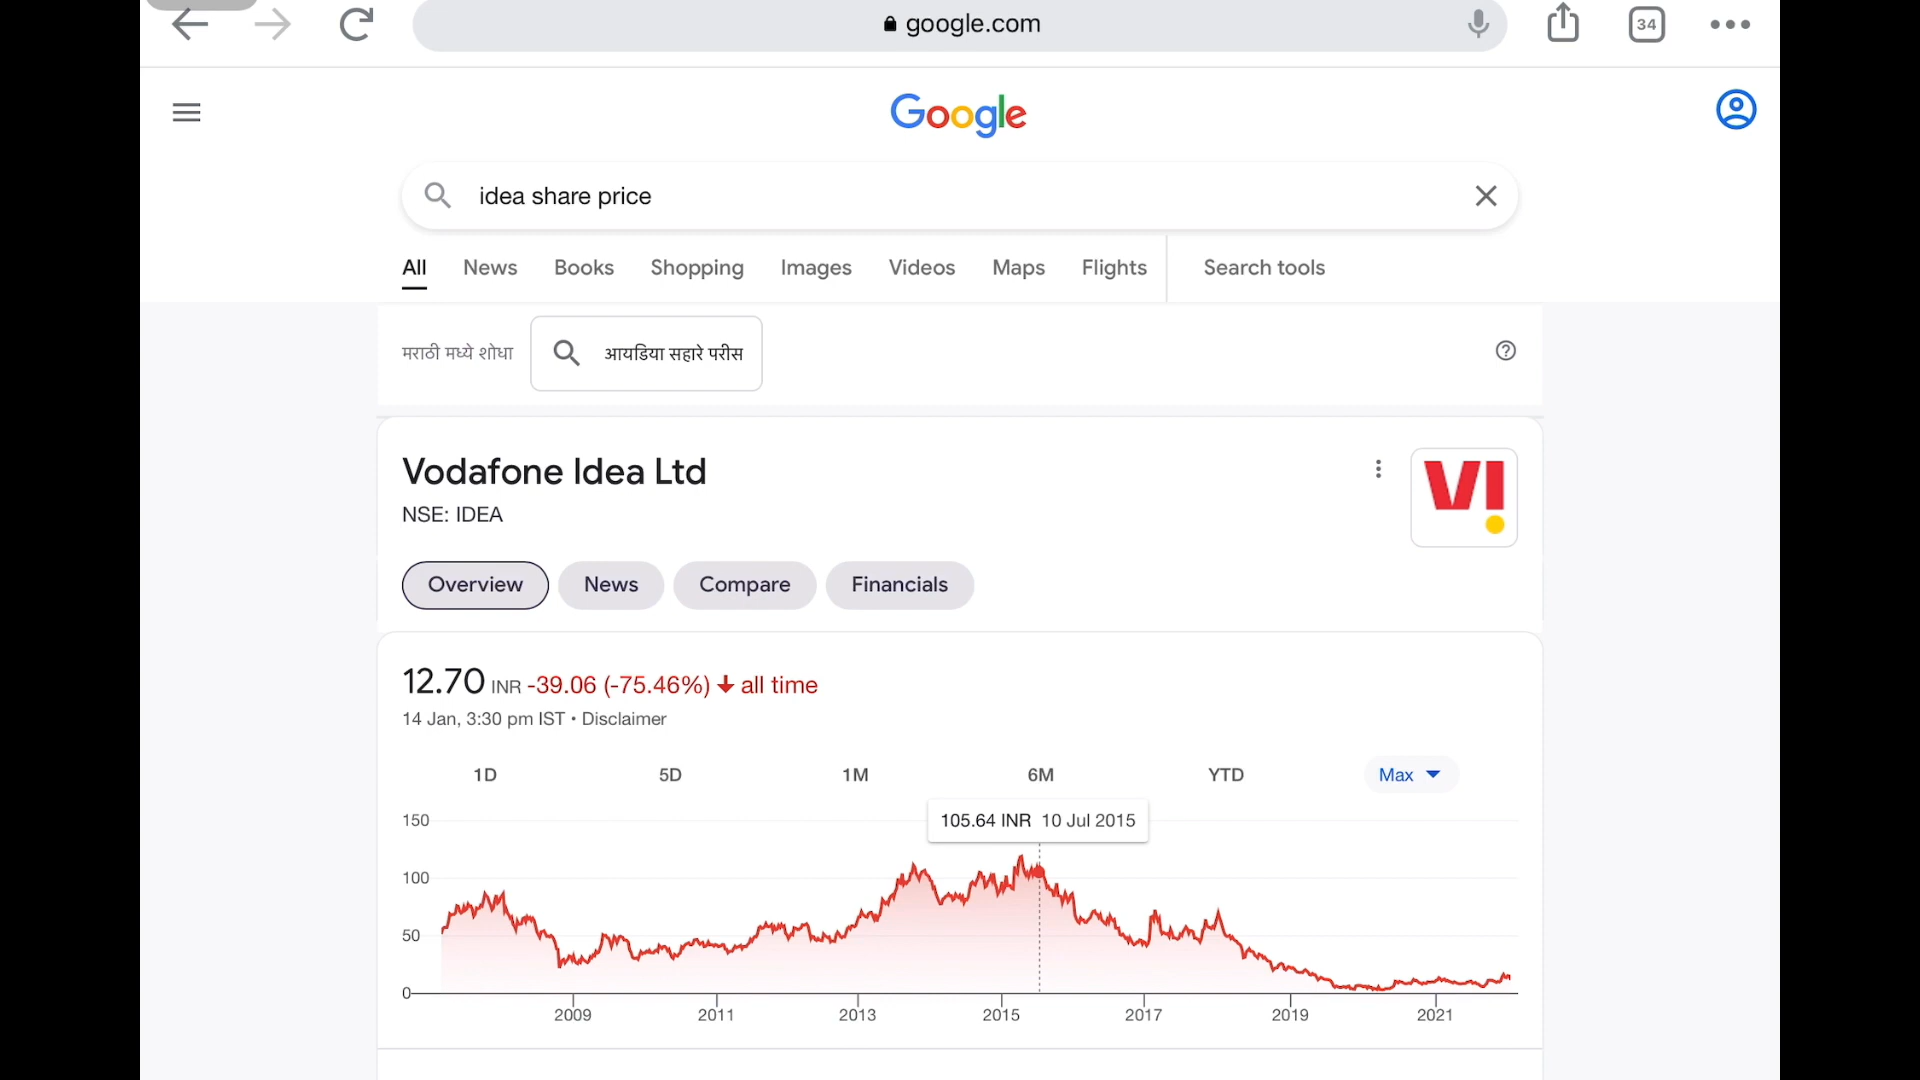 google.com
34
Google
idea share price
All News Books Shopping Images Videos Maps Flights Search tools
मराठी मध्ये शोधा आयडिया सहारे परीस
Vodafone Idea Ltd
NSE: IDEA
VI
Overview News Compare Financials
12.70 INR -39.06 (-75.46%) all time
14 Jan, 3:30 pm IST • Disclaimer
1D 5D 1M 6M YTD Max
105.64 INR 10 Jul 2015
150
100
50
0
2009 2011 2013 2015 2017 2019 2021